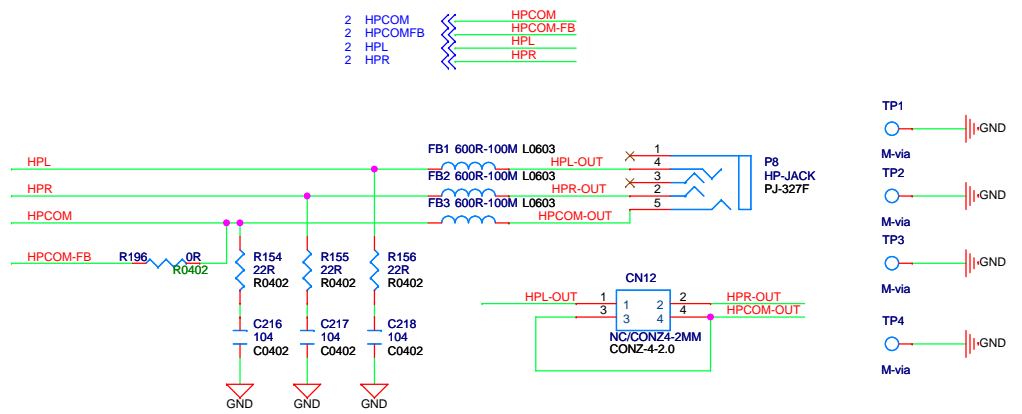 2 HPCOM HPCOM
2 HPCOMFB HPCOM-FB
2 HPL HPL
2 HPR HPR
TP1
GND
M-via
TP2
GND
M-via
TP3
GND
M-via
TP4
GND
M-via
FB1 600R-100M L0603
HPL HPL-OUT
FB2 600R-100M L0603
HPR HPR-OUT
FB3 600R-100M L0603
HPCOM HPCOM-OUT
1
4
3
2
5
P8
HP-JACK
PJ-327F
HPCOM-FB R196 0R
R0402
R154
22R
R0402
R155
22R
R0402
R156
22R
R0402
C216
104
C0402
C217
104
C0402
C218
104
C0402
GND
GND
GND
CN12
HPL-OUT 1 1 2 2 HPR-OUT
3 3 4 4 HPCOM-OUT
NC/CONZ4-2MM
CONZ-4-2.0